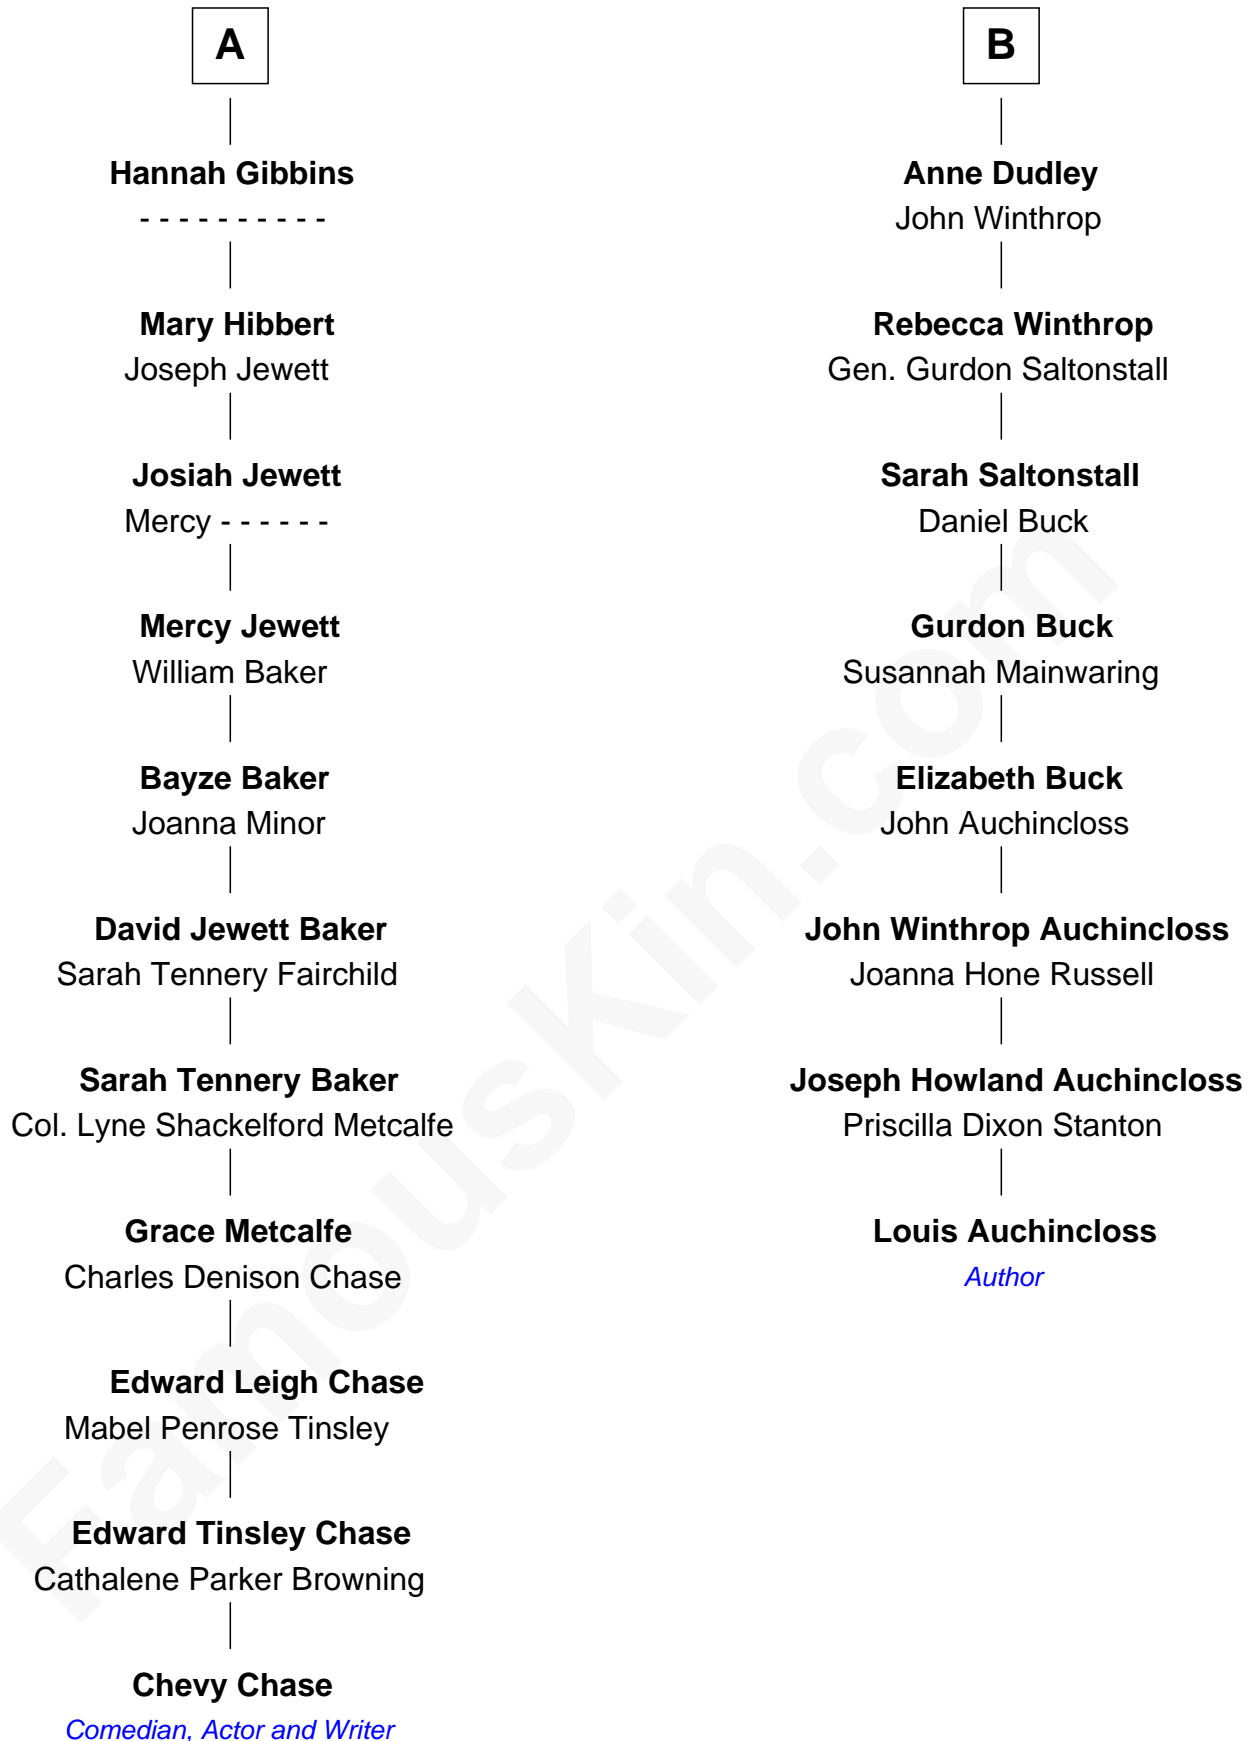 A
Hannah Gibbins
- - - - - - - - - -
Mary Hibbert
Joseph Jewett
Josiah Jewett
Mercy - - - - - -
Mercy Jewett
William Baker
Bayze Baker
Joanna Minor
David Jewett Baker
Sarah Tennery Fairchild
Sarah Tennery Baker
Col. Lyne Shackelford Metcalfe
Grace Metcalfe
Charles Denison Chase
Edward Leigh Chase
Mabel Penrose Tinsley
Edward Tinsley Chase
Cathalene Parker Browning
Chevy Chase
Comedian, Actor and Writer
B
Anne Dudley
John Winthrop
Rebecca Winthrop
Gen. Gurdon Saltonstall
Sarah Saltonstall
Daniel Buck
Gurdon Buck
Susannah Mainwaring
Elizabeth Buck
John Auchincloss
John Winthrop Auchincloss
Joanna Hone Russell
Joseph Howland Auchincloss
Priscilla Dixon Stanton
Louis Auchincloss
Author
FamousKin.com